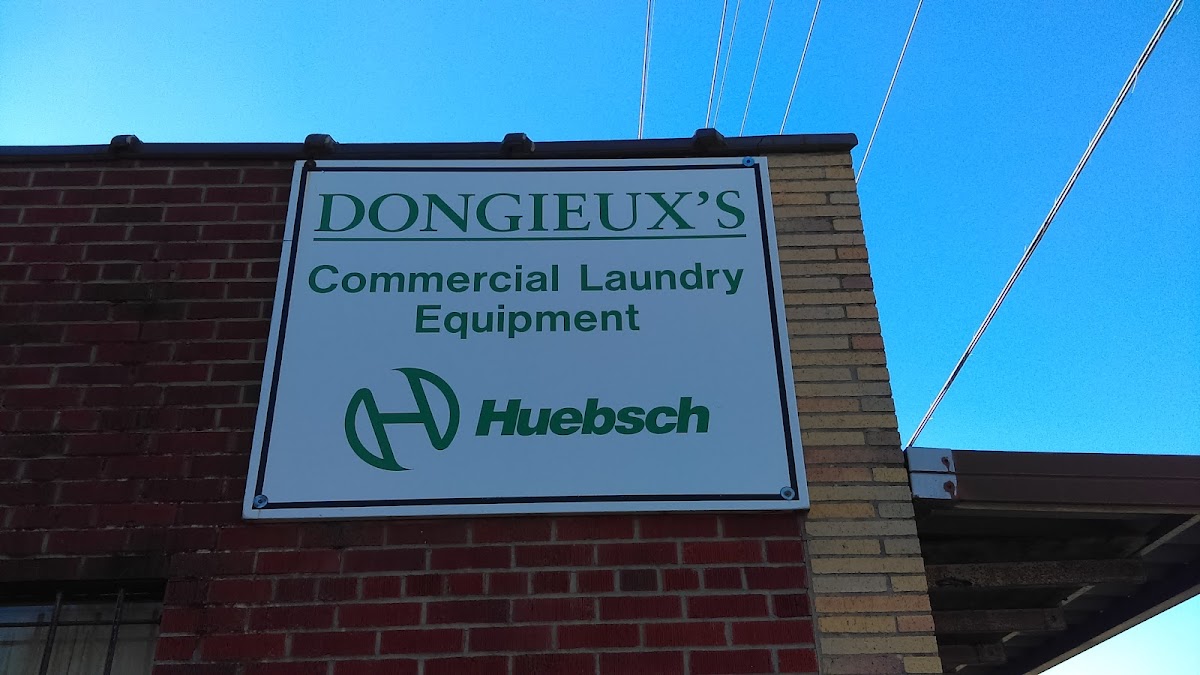 DONGIEUX'S
Commercial Laundry
Equipment
Huebsch